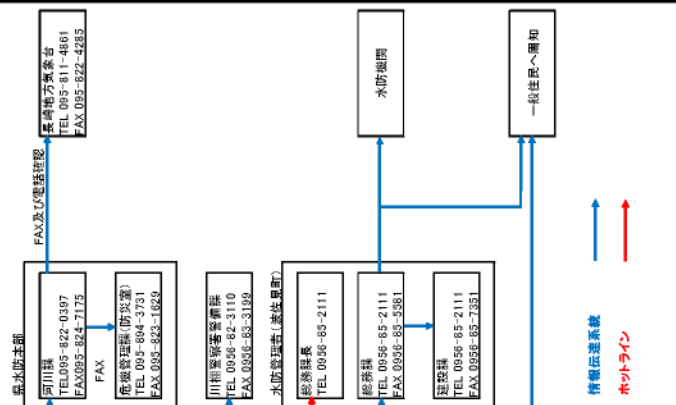 県水防本部
河川課
TEL095-822-0397
FAX095-824-7175
FAX
危機管理課(防災室)
TEL 095-894-3731
FAX 095-823-1629
FAX及び電話確認
長崎地方気象台
TEL 095-811-4861
FAX 095-822-4285
川棚警察署警備課
TEL 0956-82-3110
FAX 0956-83-3199
水防管理者(波佐見町)
総務課長
TEL 0956-85-2111
総務課
TEL 0956-85-2111
FAX 0956-85-5581
建設課
TEL 0956-85-2111
FAX 0956-85-7351
水防機関
一般住民へ周知
情報伝達系統
ホットライン